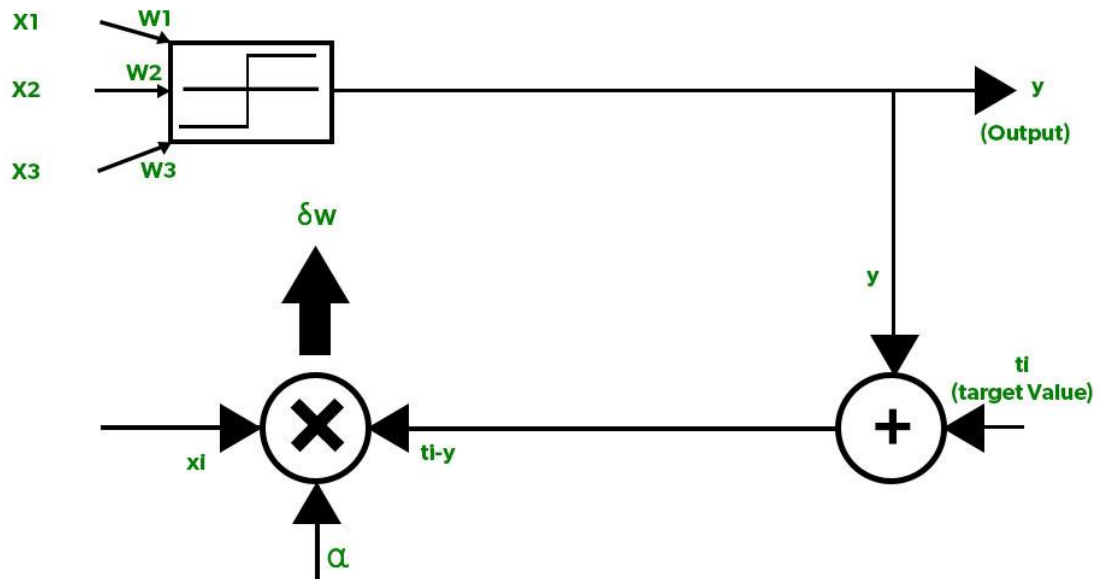 X1
W1
X2
W2
X3
W3
y
(Output)
δw
y
ti
(target Value)
xi
ti-y
α